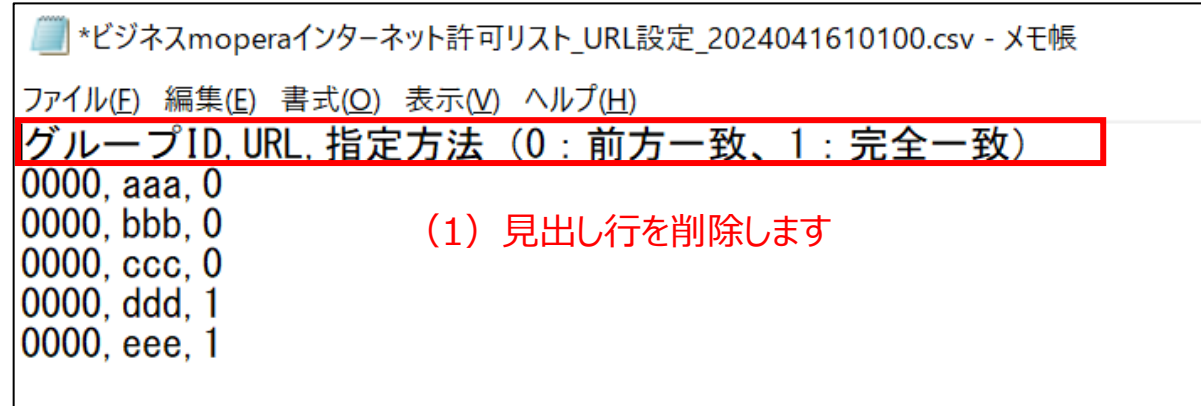 *ビジネスmoperaインターネット許可リスト_URL設定_2024041610100.csv - メモ帳
ファイル(F) 編集(E) 書式(O) 表示(V) ヘルプ(H)
グループID,URL,指定方法（0：前方一致、1：完全一致）
0000,aaa,0
0000,bbb,0
（1）見出し行を削除します
0000,ccc,0
0000,ddd,1
0000,eee,1